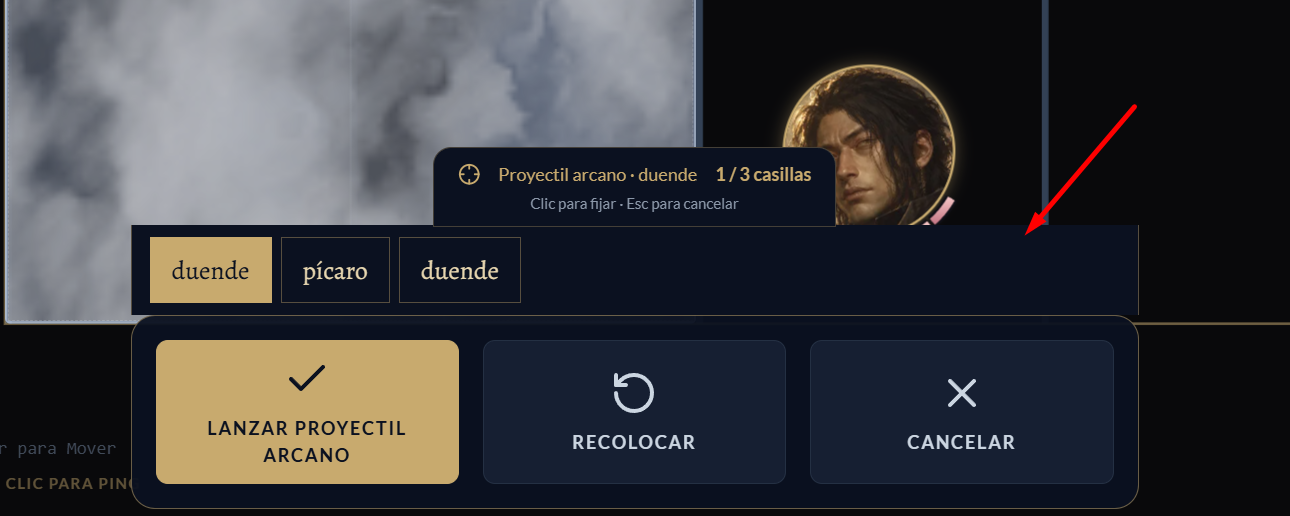 Proyectil arcano · duende 1 / 3 casillas
Clic para fijar · Esc para cancelar
duende pícaro duende
LANZAR PROYECTIL
ARCANO
RECOLOCAR
CANCELAR
r para Mover
CLIC PARA PIN